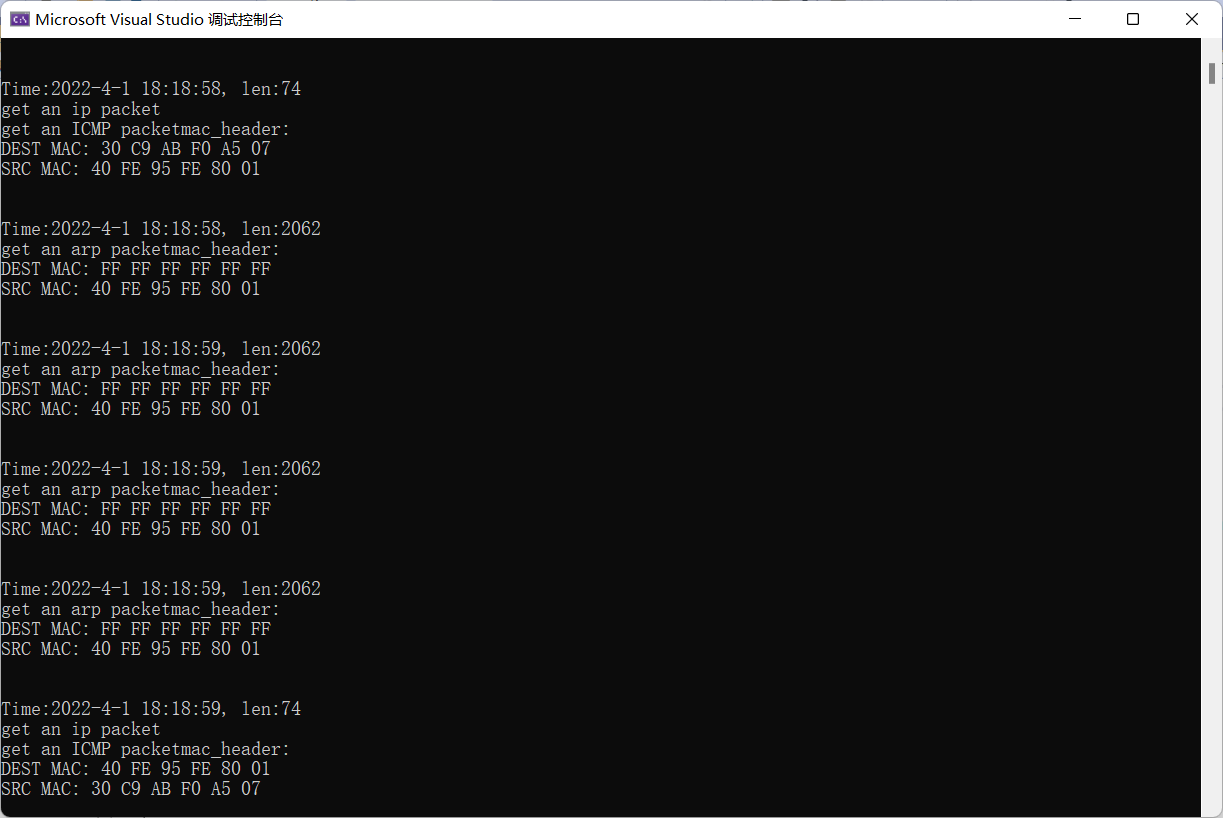 Microsoft Visual Studio 调试控制台
Time:2022-4-1 18:18:58, len:74
get an ip packet
get an ICMP packetmac_header:
DEST MAC: 30 C9 AB F0 A5 07
SRC MAC: 40 FE 95 FE 80 01
Time:2022-4-1 18:18:58, len:2062
get an arp packetmac_header:
DEST MAC: FF FF FF FF FF FF
SRC MAC: 40 FE 95 FE 80 01
Time:2022-4-1 18:18:59, len:2062
get an arp packetmac_header:
DEST MAC: FF FF FF FF FF FF
SRC MAC: 40 FE 95 FE 80 01
Time:2022-4-1 18:18:59, len:2062
get an arp packetmac_header:
DEST MAC: FF FF FF FF FF FF
SRC MAC: 40 FE 95 FE 80 01
Time:2022-4-1 18:18:59, len:2062
get an arp packetmac_header:
DEST MAC: FF FF FF FF FF FF
SRC MAC: 40 FE 95 FE 80 01
Time:2022-4-1 18:18:59, len:74
get an ip packet
get an ICMP packetmac_header:
DEST MAC: 40 FE 95 FE 80 01
SRC MAC: 30 C9 AB F0 A5 07